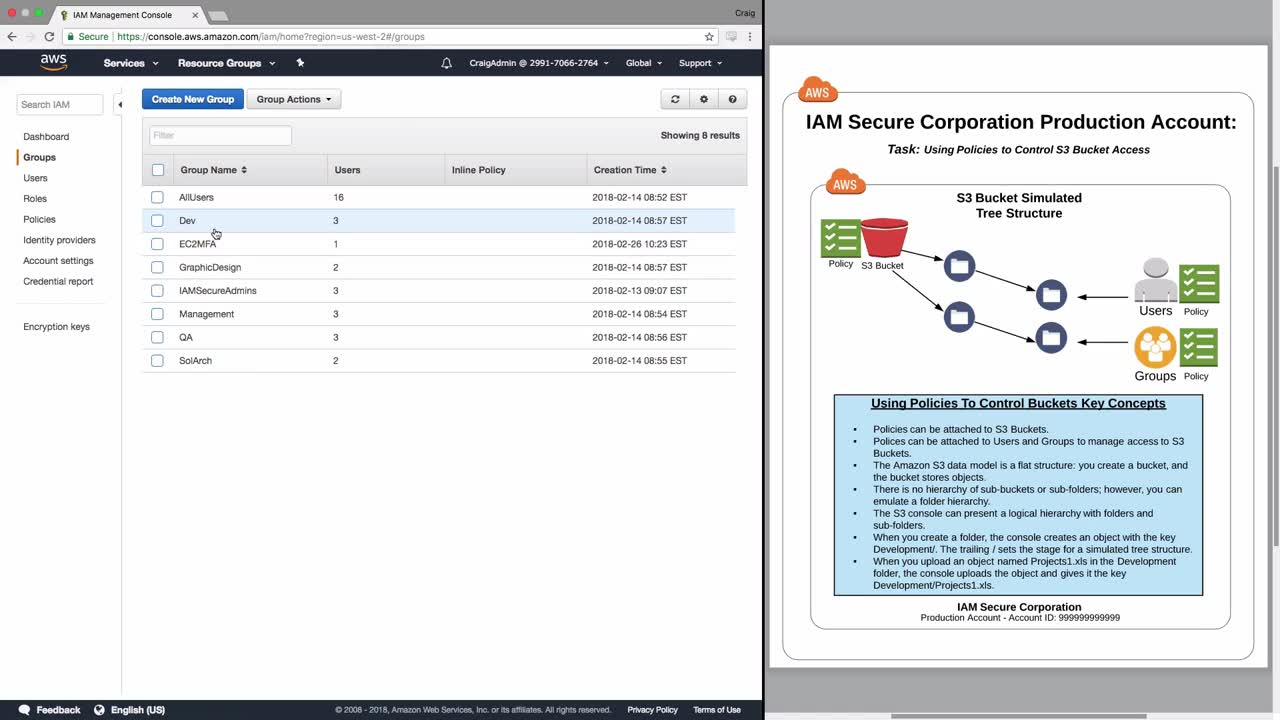 IAM Management Console
Craig
Secure https://console.aws.amazon.com/iam/home?region=us-west-2#/groups
aws
Services
Resource Groups
CraigAdmin @ 2991-7066-2764
Global
Support
Search IAM
Dashboard
Groups
Users
Roles
Policies
Identity providers
Account settings
Credential report
Encryption keys
Create New Group
Group Actions
Filter
Showing 8 results
Group Name Users Inline Policy Creation Time
AllUsers 16 2018-02-14 08:52 EST
Dev 3 2018-02-14 08:57 EST
EC2MFA 1 2018-02-26 10:23 EST
GraphicDesign 2 2018-02-14 08:57 EST
IAMSecureAdmins 3 2018-02-13 09:07 EST
Management 3 2018-02-14 08:54 EST
QA 3 2018-02-14 08:56 EST
SolArch 2 2018-02-14 08:55 EST
Feedback
English (US)
© 2008 - 2018, Amazon Web Services, Inc. or its affiliates. All rights reserved.
Privacy Policy
Terms of Use
AWS
IAM Secure Corporation Production Account:
Task: Using Policies to Control S3 Bucket Access
AWS
S3 Bucket Simulated
Tree Structure
Policy
S3 Bucket
Users
Policy
Groups
Policy
Using Policies To Control Buckets Key Concepts
▪ Policies can be attached to S3 Buckets.
▪ Polices can be attached to Users and Groups to manage access to S3
Buckets.
▪ The Amazon S3 data model is a flat structure: you create a bucket, and
the bucket stores objects.
▪ There is no hierarchy of sub-buckets or sub-folders; however, you can
emulate a folder hierarchy.
▪ The S3 console can present a logical hierarchy with folders and
sub-folders.
▪ When you create a folder, the console creates an object with the key
Development/. The trailing / sets the stage for a simulated tree structure.
▪ When you upload an object named Projects1.xls in the Development
folder, the console uploads the object and gives it the key
Development/Projects1.xls.
IAM Secure Corporation
Production Account - Account ID: 999999999999